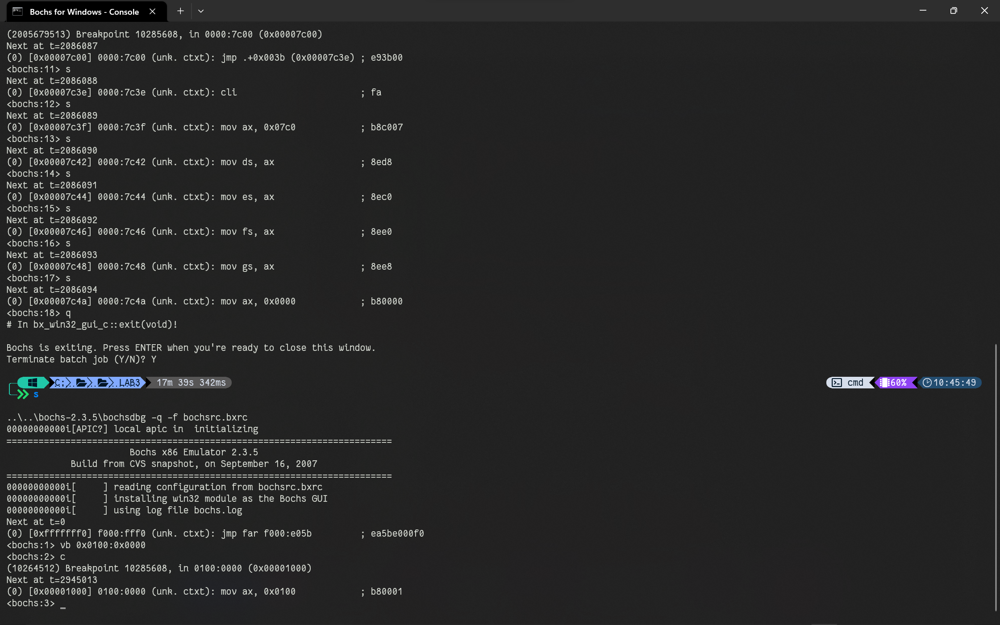 Bochs for Windows - Console
(2005679513) Breakpoint 10285608, in 0000:7c00 (0x00007c00)
Next at t=2086087
(0) [0x00007c00] 0000:7c00 (unk. ctxt): jmp .+0x003b (0x00007c3e) ; e93b00
<bochs:11> s
Next at t=2086088
(0) [0x00007c3e] 0000:7c3e (unk. ctxt): cli                       ; fa
<bochs:12> s
Next at t=2086089
(0) [0x00007c3f] 0000:7c3f (unk. ctxt): mov ax, 0x07c0            ; b8c007
<bochs:13> s
Next at t=2086090
(0) [0x00007c42] 0000:7c42 (unk. ctxt): mov ds, ax                ; 8ed8
<bochs:14> s
Next at t=2086091
(0) [0x00007c44] 0000:7c44 (unk. ctxt): mov es, ax                ; 8ec0
<bochs:15> s
Next at t=2086092
(0) [0x00007c46] 0000:7c46 (unk. ctxt): mov fs, ax                ; 8ee0
<bochs:16> s
Next at t=2086093
(0) [0x00007c48] 0000:7c48 (unk. ctxt): mov gs, ax                ; 8ee8
<bochs:17> s
Next at t=2086094
(0) [0x00007c4a] 0000:7c4a (unk. ctxt): mov ax, 0x0000            ; b80000
<bochs:18> q
# In bx_win32_gui_c::exit(void)!
Bochs is exiting. Press ENTER when you're ready to close this window.
Terminate batch job (Y/N)? Y
C: LAB3 17m 39s 342ms cmd 60% 10:45:49
s
..\..\bochs-2.3.5\bochsdbg -q -f bochsrc.bxrc
00000000000i[APIC?] local apic in  initializing
========================================================================
Bochs x86 Emulator 2.3.5
Build from CVS snapshot, on September 16, 2007
========================================================================
00000000000i[     ] reading configuration from bochsrc.bxrc
00000000000i[     ] installing win32 module as the Bochs GUI
00000000000i[     ] using log file bochs.log
Next at t=0
(0) [0xfffffff0] f000:fff0 (unk. ctxt): jmp far f000:e05b         ; ea5be000f0
<bochs:1> vb 0x0100:0x0000
<bochs:2> c
(10264512) Breakpoint 10285608, in 0100:0000 (0x00001000)
Next at t=2945013
(0) [0x00001000] 0100:0000 (unk. ctxt): mov ax, 0x0100            ; b80001
<bochs:3> _